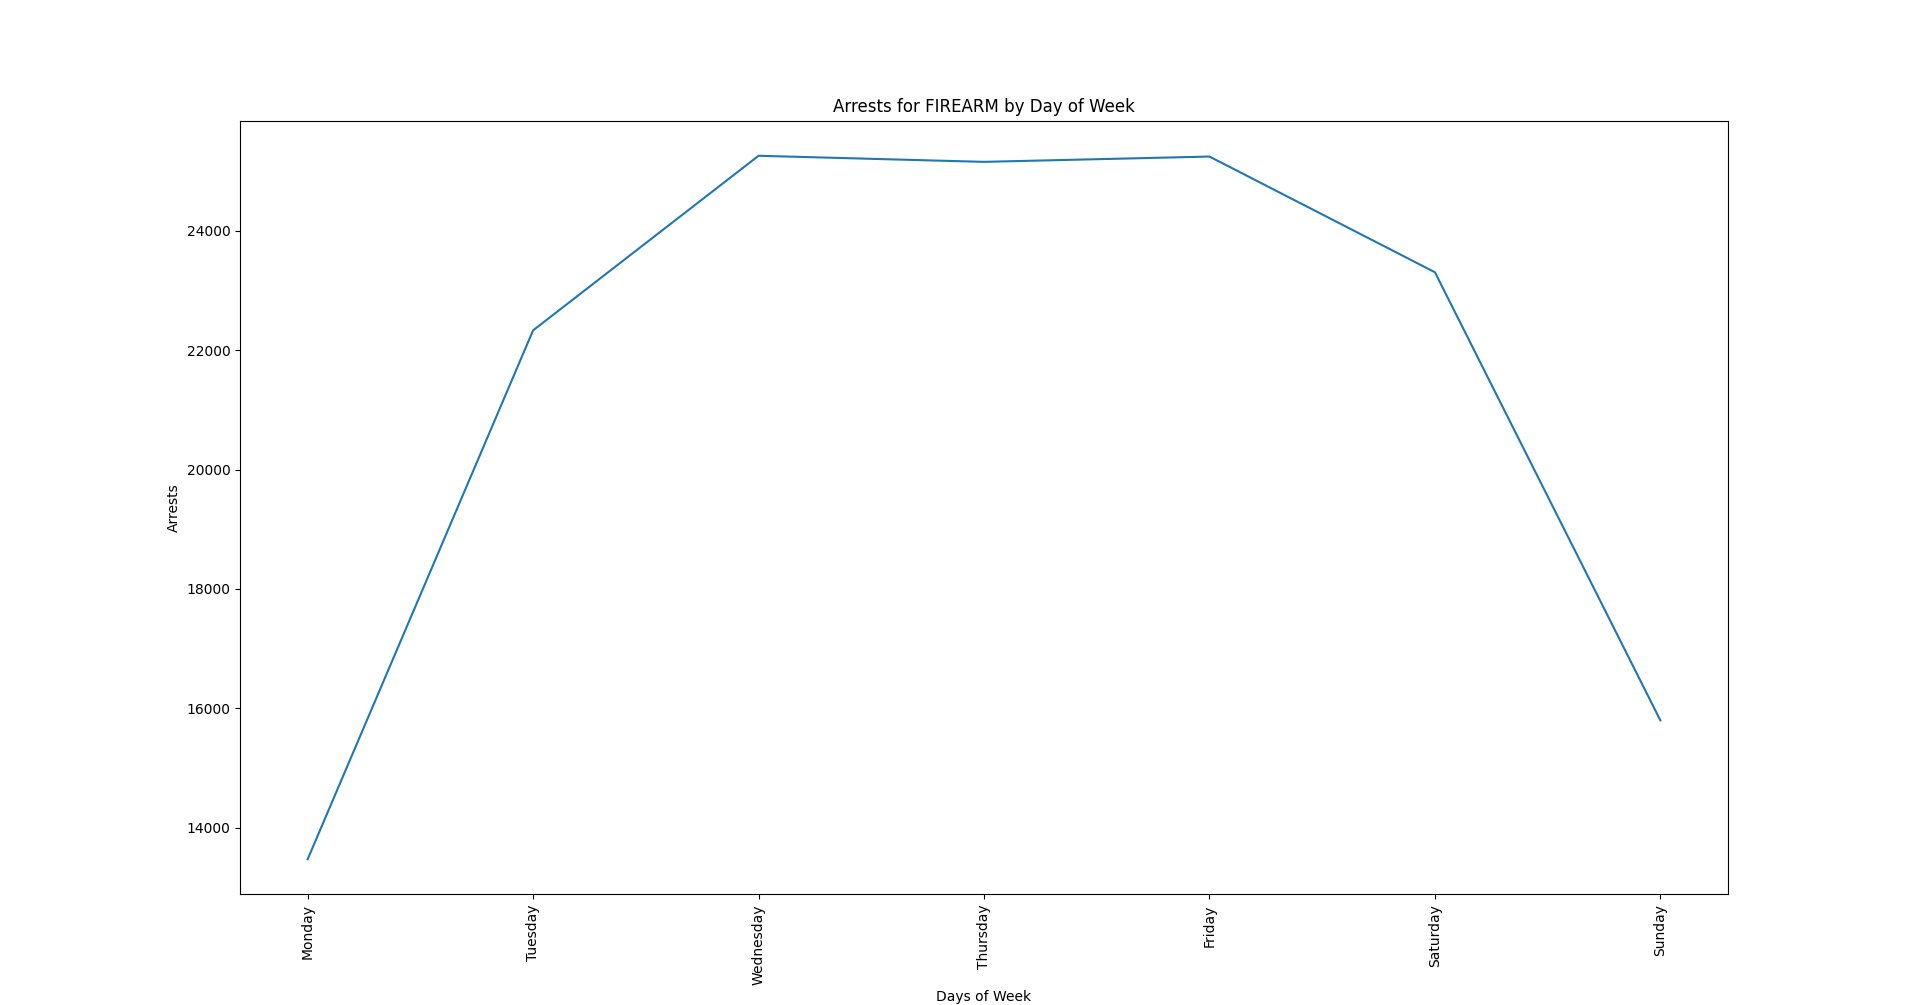 Arrests for FIREARM by Day of Week
24000
22000
20000
18000
16000
14000
Arrests
Monday
Tuesday
Wednesday
Thursday
Friday
Saturday
Sunday
Days of Week